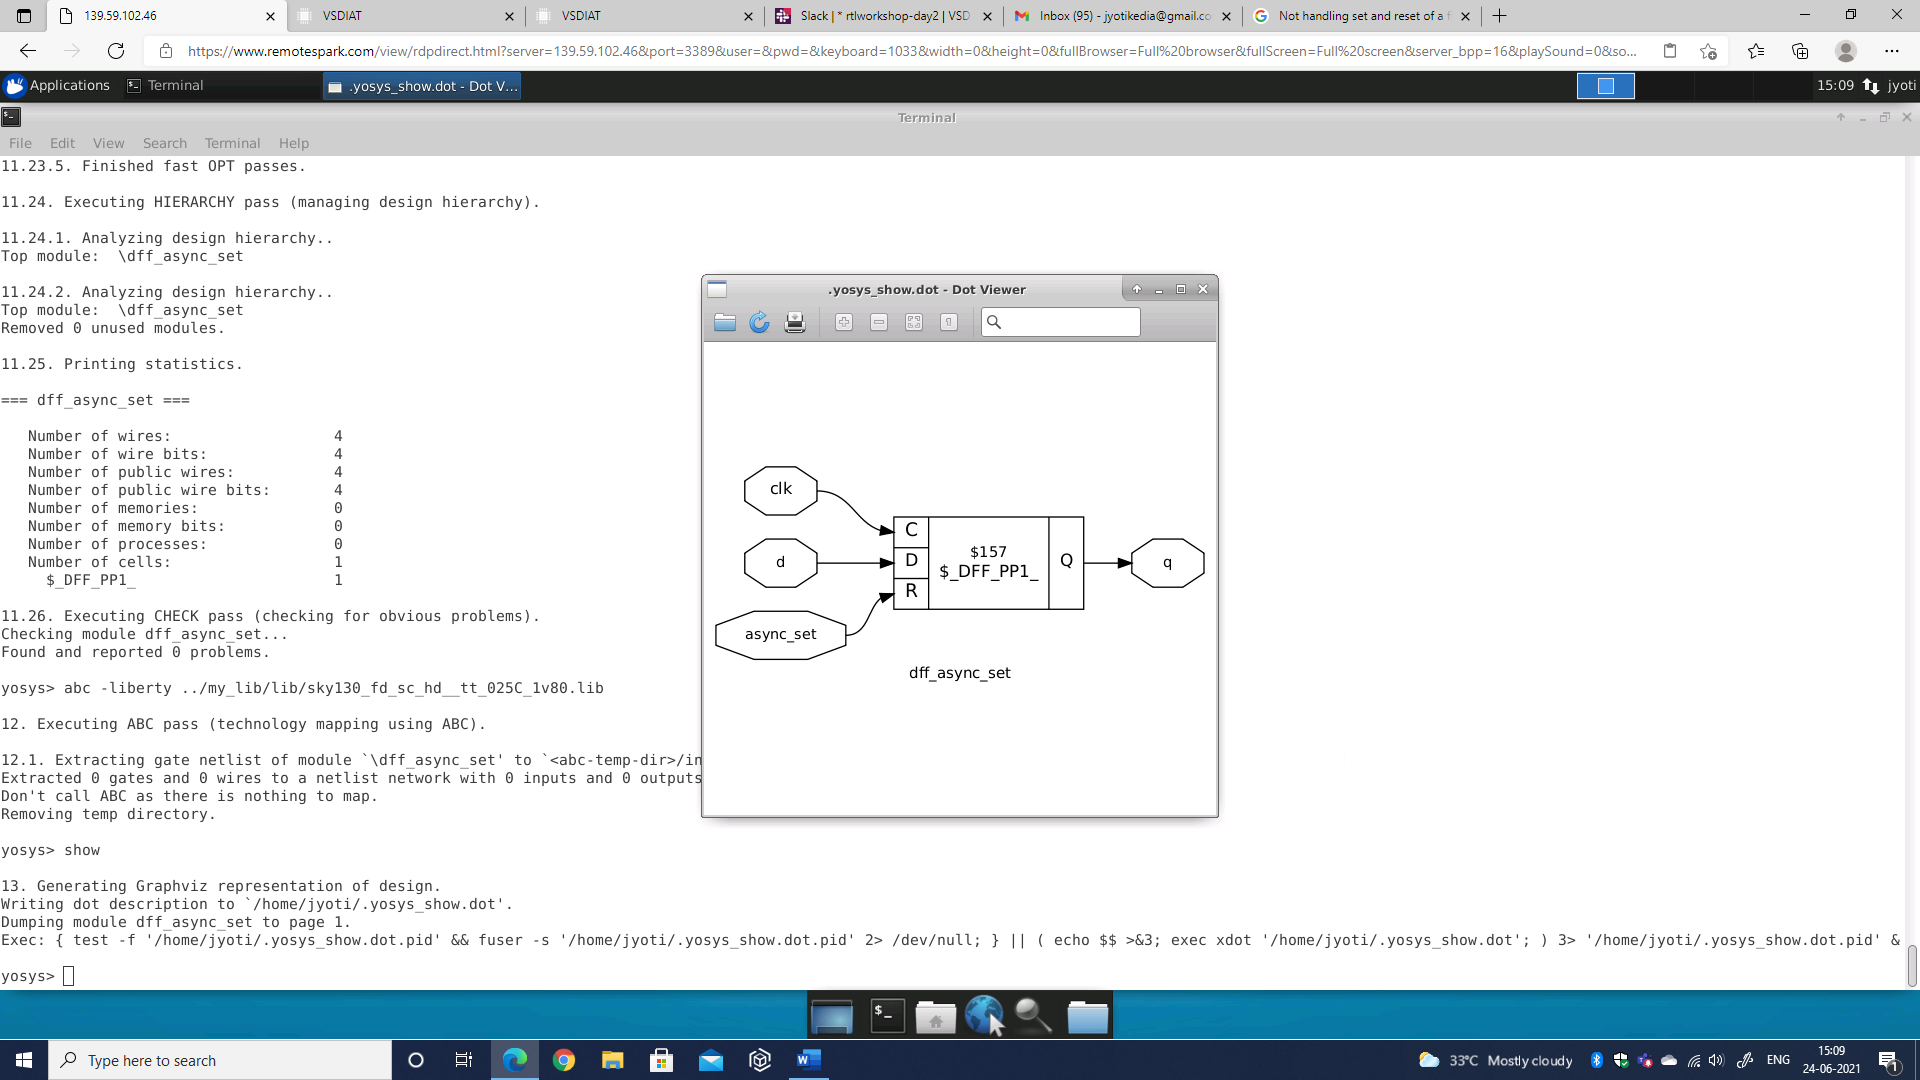 139.59.102.46
VSDIAT
VSDIAT
Slack | * rtlworkshop-day2 | VSD
Inbox (95) - jyotikedia@gmail.co
Not handling set and reset of a f
https://www.remotespark.com/view/rdpdirect.html?server=139.59.102.46&port=3389&user=&pwd=&keyboard=1033&width=0&height=0&fullBrowser=Full%20browser&fullScreen=Full%20screen&server_bpp=16&playSound=0&so...
Applications
Terminal
.yosys_show.dot - Dot V...
15:09
jyoti
Terminal
File Edit View Search Terminal Help
11.23.5. Finished fast OPT passes.
11.24. Executing HIERARCHY pass (managing design hierarchy).
11.24.1. Analyzing design hierarchy..
Top module:  \dff_async_set
11.24.2. Analyzing design hierarchy..
Top module:  \dff_async_set
Removed 0 unused modules.
11.25. Printing statistics.
=== dff_async_set ===
Number of wires: 4
Number of wire bits: 4
Number of public wires: 4
Number of public wire bits: 4
Number of memories: 0
Number of memory bits: 0
Number of processes: 0
Number of cells: 1
$_DFF_PP1_ 1
11.26. Executing CHECK pass (checking for obvious problems).
Checking module dff_async_set...
Found and reported 0 problems.
yosys> abc -liberty ../my_lib/lib/sky130_fd_sc_hd__tt_025C_1v80.lib
12. Executing ABC pass (technology mapping using ABC).
12.1. Extracting gate netlist of module `\dff_async_set' to `<abc-temp-dir>/in
Extracted 0 gates and 0 wires to a netlist network with 0 inputs and 0 outputs
Don't call ABC as there is nothing to map.
Removing temp directory.
yosys> show
13. Generating Graphviz representation of design.
Writing dot description to `/home/jyoti/.yosys_show.dot'.
Dumping module dff_async_set to page 1.
Exec: { test -f '/home/jyoti/.yosys_show.dot.pid' && fuser -s '/home/jyoti/.yosys_show.dot.pid' 2> /dev/null; } || ( echo $$ >&3; exec xdot '/home/jyoti/.yosys_show.dot'; ) 3> '/home/jyoti/.yosys_show.dot.pid' &
yosys>
.yosys_show.dot - Dot Viewer
clk
d
async_set
C
D
R
$157
$_DFF_PP1_
Q
q
dff_async_set
Type here to search
33°C Mostly cloudy
ENG
15:09
24-06-2021
1